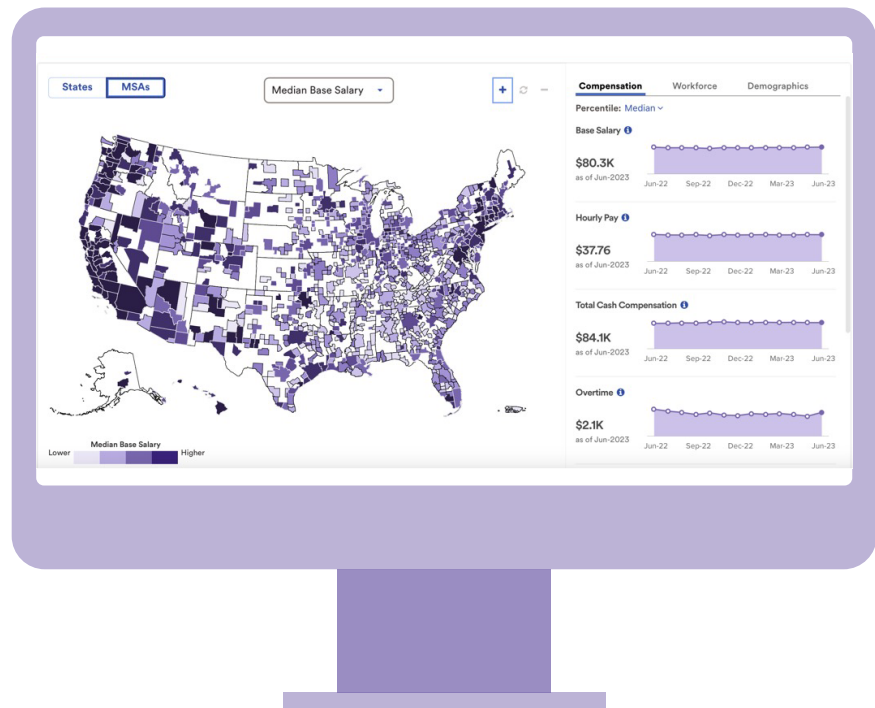 States
MSAs
Median Base Salary
+
−
Median Base Salary
Lower
Higher
Compensation
Workforce
Demographics
Percentile: Median
Base Salary
$80.3K
as of Jun-2023
Jun-22 Sep-22 Dec-22 Mar-23 Jun-23
Hourly Pay
$37.76
as of Jun-2023
Jun-22 Sep-22 Dec-22 Mar-23 Jun-23
Total Cash Compensation
$84.1K
as of Jun-2023
Jun-22 Sep-22 Dec-22 Mar-23 Jun-23
Overtime
$2.1K
as of Jun-2023
Jun-22 Sep-22 Dec-22 Mar-23 Jun-23